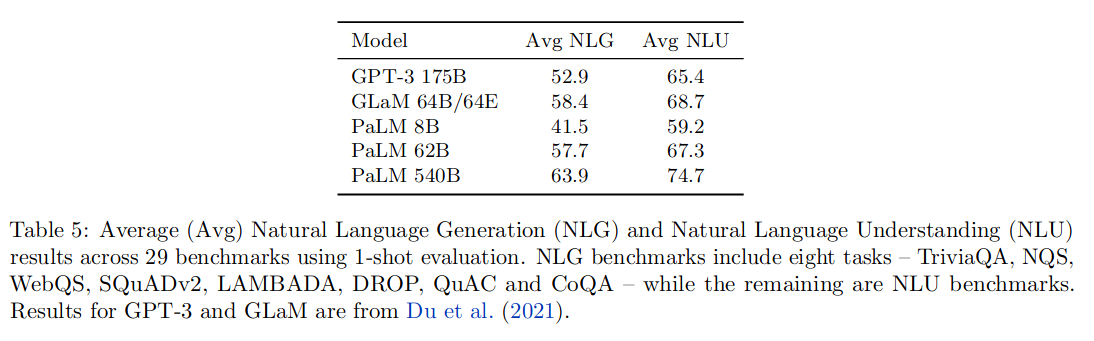 Model Avg NLG Avg NLU
GPT-3 175B 52.9 65.4
GLaM 64B/64E 58.4 68.7
PaLM 8B 41.5 59.2
PaLM 62B 57.7 67.3
PaLM 540B 63.9 74.7
Table 5: Average (Avg) Natural Language Generation (NLG) and Natural Language Understanding (NLU)
results across 29 benchmarks using 1-shot evaluation. NLG benchmarks include eight tasks – TriviaQA, NQS,
WebQS, SQuADv2, LAMBADA, DROP, QuAC and CoQA – while the remaining are NLU benchmarks.
Results for GPT-3 and GLaM are from Du et al. (2021).